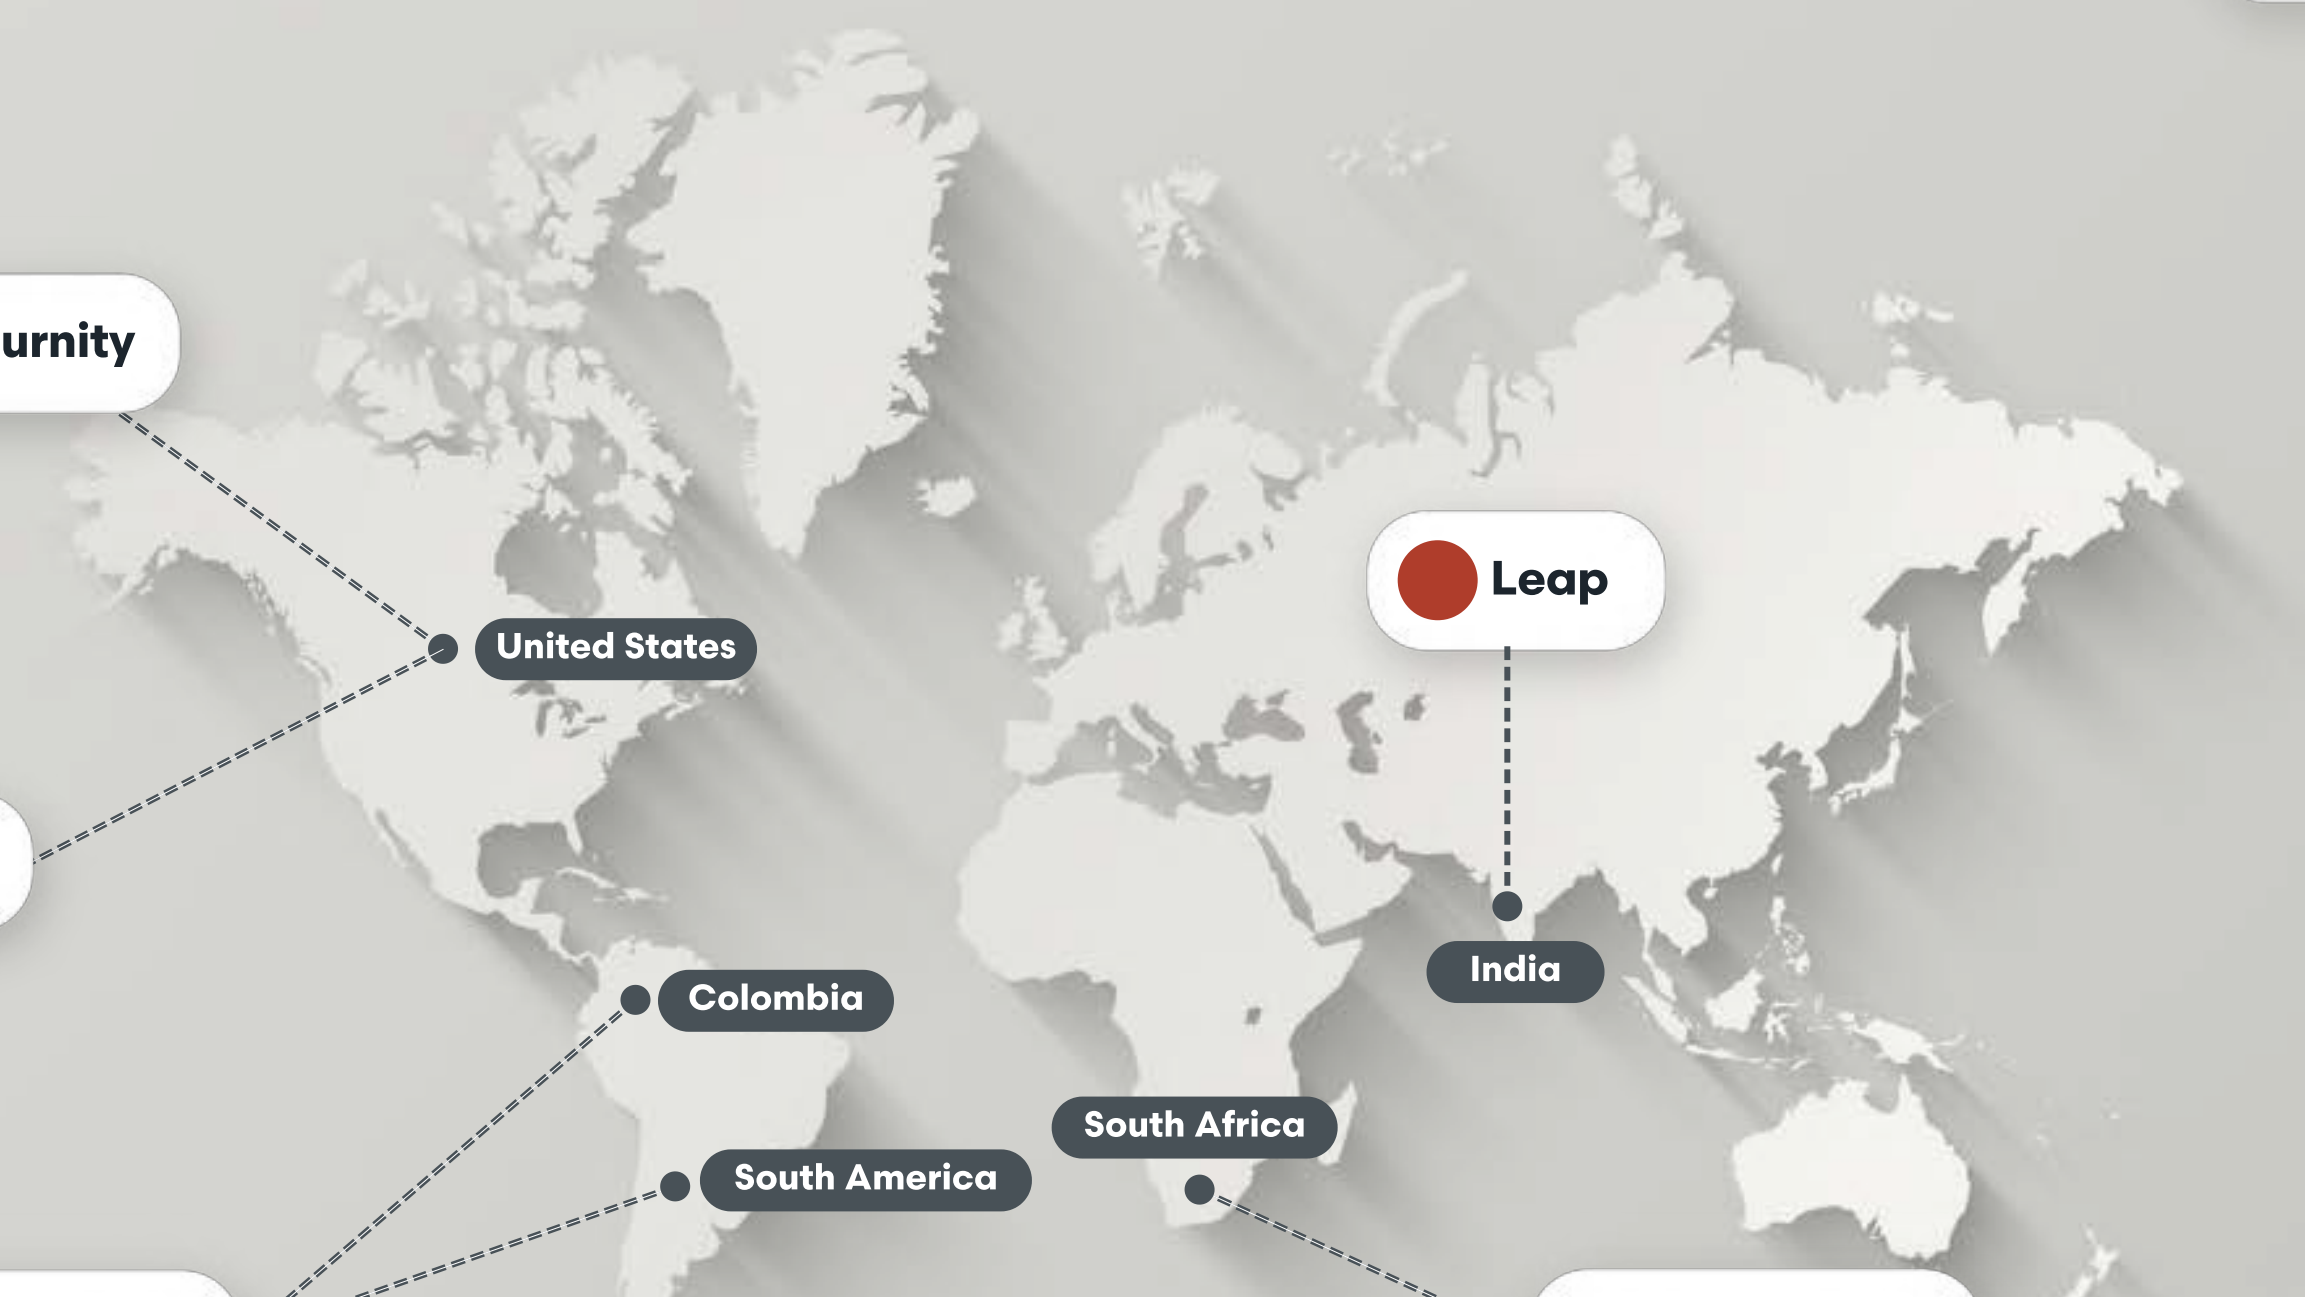 urnity
Leap
United States
India
Colombia
South Africa
South America